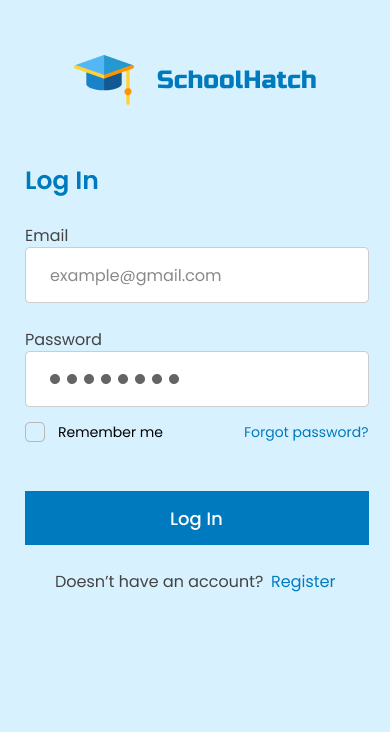 SchoolHatch
Log In
Email
example@gmail.com
Password
Remember me Forgot password?
Log In
Doesn’t have an account? Register